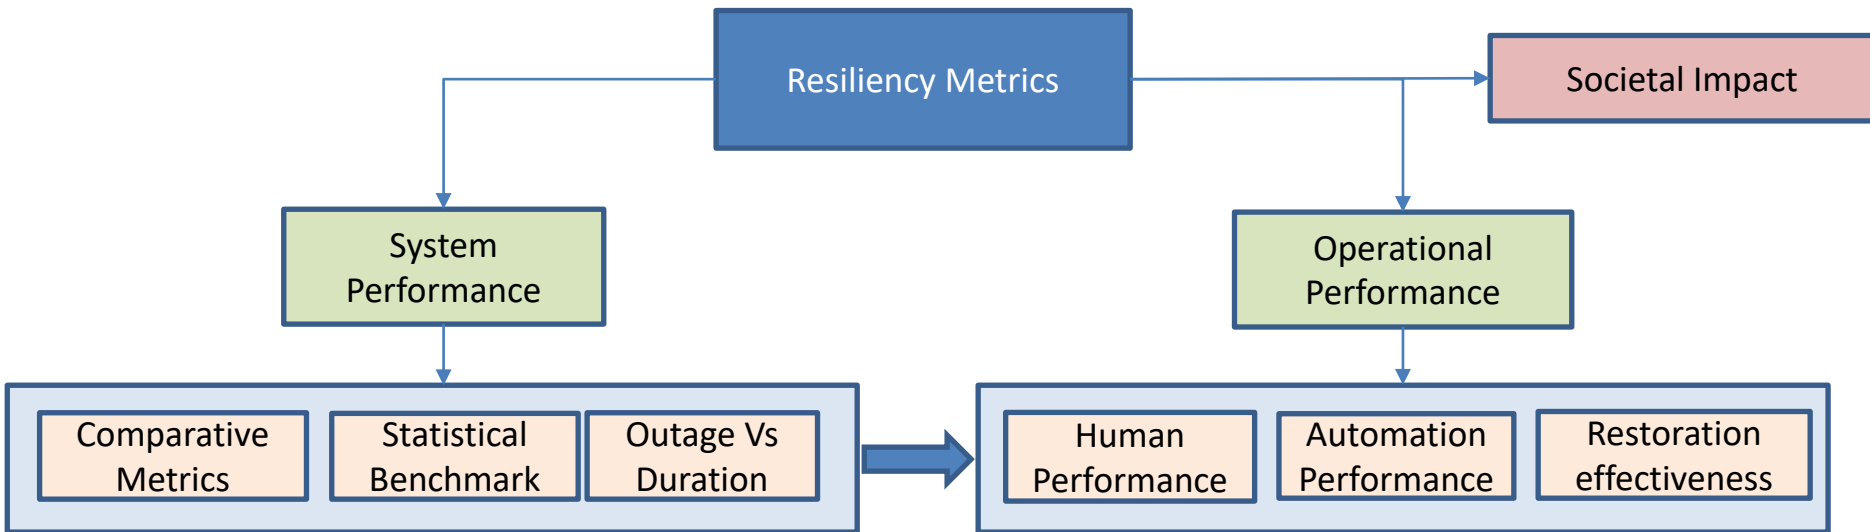 Resiliency Metrics
Societal Impact
System
Performance
Operational
Performance
Comparative
Metrics
Statistical
Benchmark
Outage Vs
Duration
Human
Performance
Automation
Performance
Restoration
effectiveness